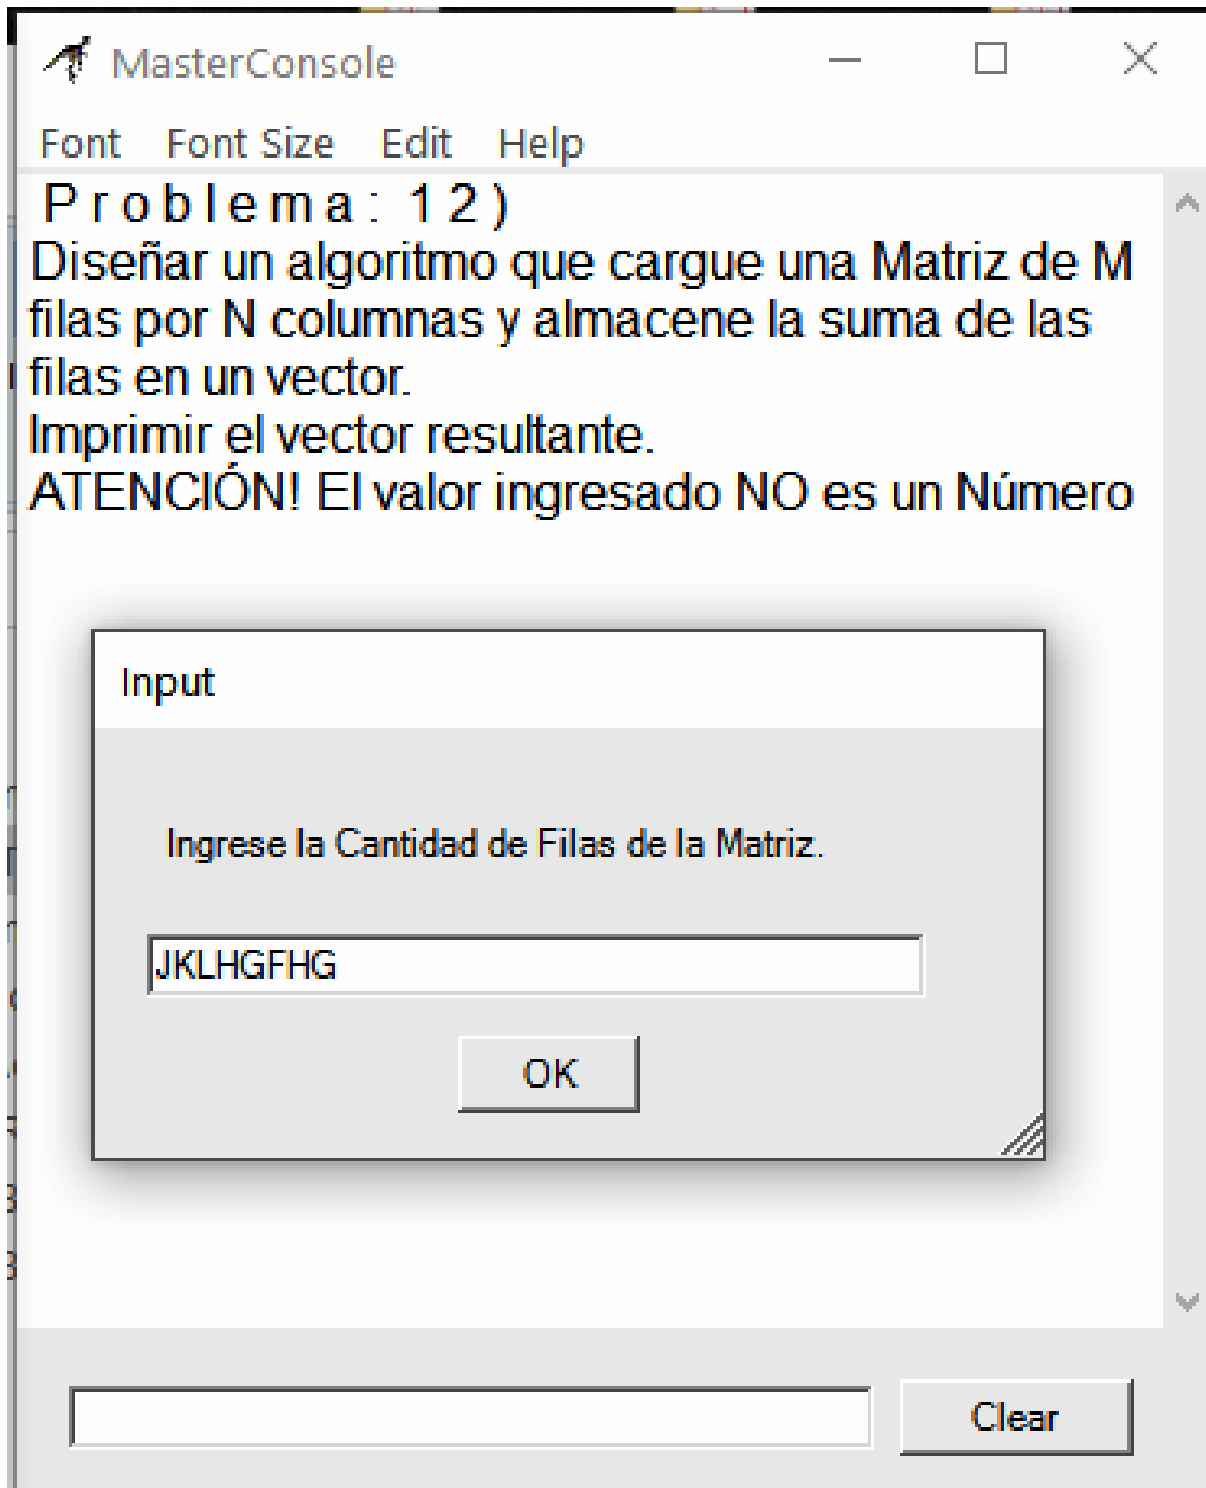 MasterConsole
Font Font Size Edit Help
P r o b l e m a : 1 2 )
Diseñar un algoritmo que cargue una Matriz de M
filas por N columnas y almacene la suma de las
filas en un vector.
Imprimir el vector resultante.
ATENCIÓN! El valor ingresado NO es un Número
Input
Ingrese la Cantidad de Filas de la Matriz.
JKLHGFHG
OK
Clear